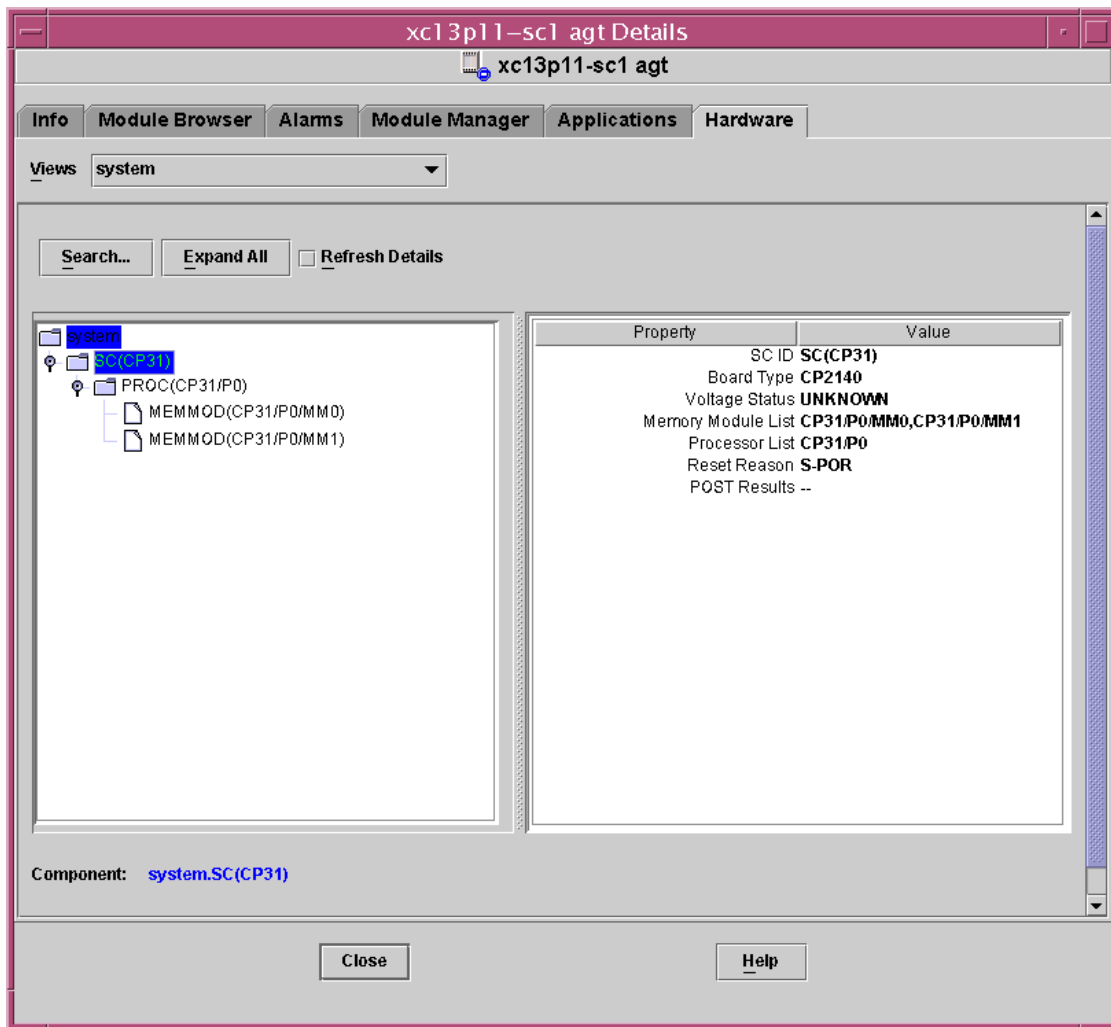 xc13p11-sc1 agt Details
xc13p11-sc1 agt
Info Module Browser Alarms Module Manager Applications Hardware
Views system
Search... Expand All Refresh Details
system
SC(CP31)
PROC(CP31/P0)
MEMMOD(CP31/P0/MM0)
MEMMOD(CP31/P0/MM1)
Property Value
SC ID SC(CP31)
Board Type CP2140
Voltage Status UNKNOWN
Memory Module List CP31/P0/MM0,CP31/P0/MM1
Processor List CP31/P0
Reset Reason S-POR
POST Results --
Component: system.SC(CP31)
Close Help